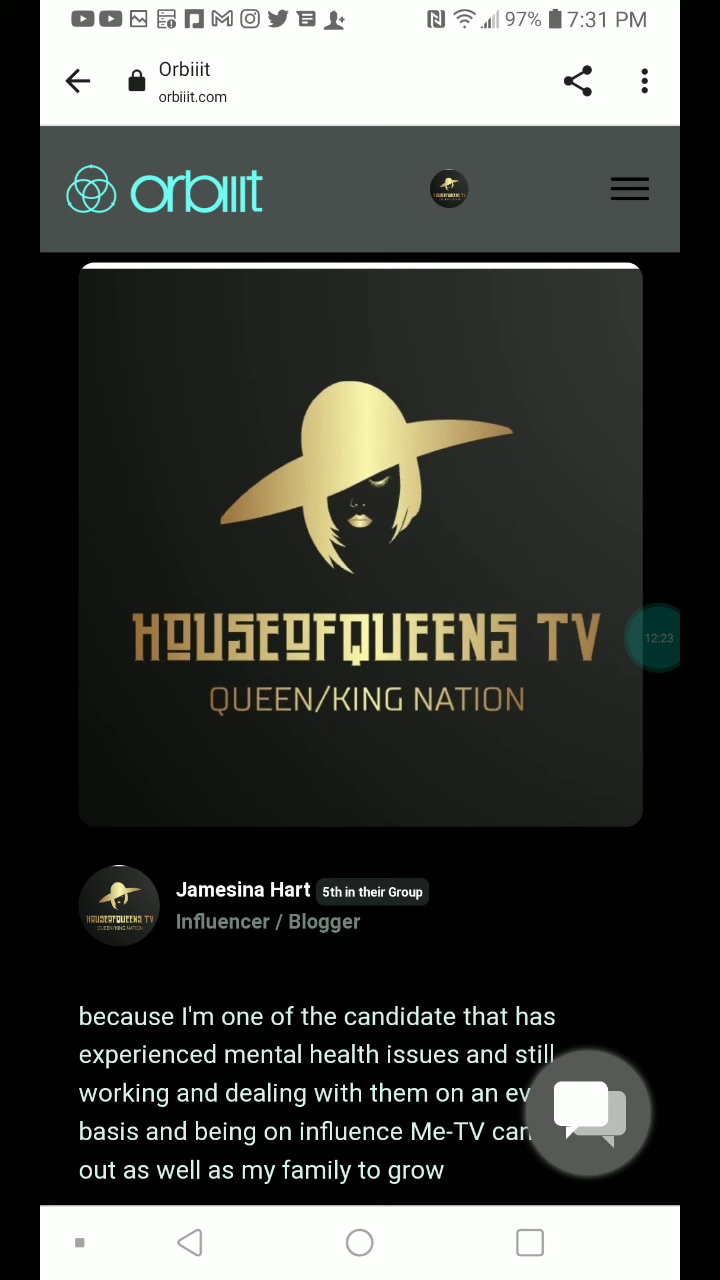 97% 7:31 PM
Orbiiit
orbiiit.com
orbiiit
HOUSEOFQUEENS TV
QUEEN/KING NATION
12:23
HOUSEOFQUEENS TV
QUEEN/KING NATION
Jamesina Hart 5th in their Group
Influencer / Blogger
because I'm one of the candidate that has
experienced mental health issues and still
working and dealing with them on an
basis and being on influence Me-TV
out as well as my family to grow